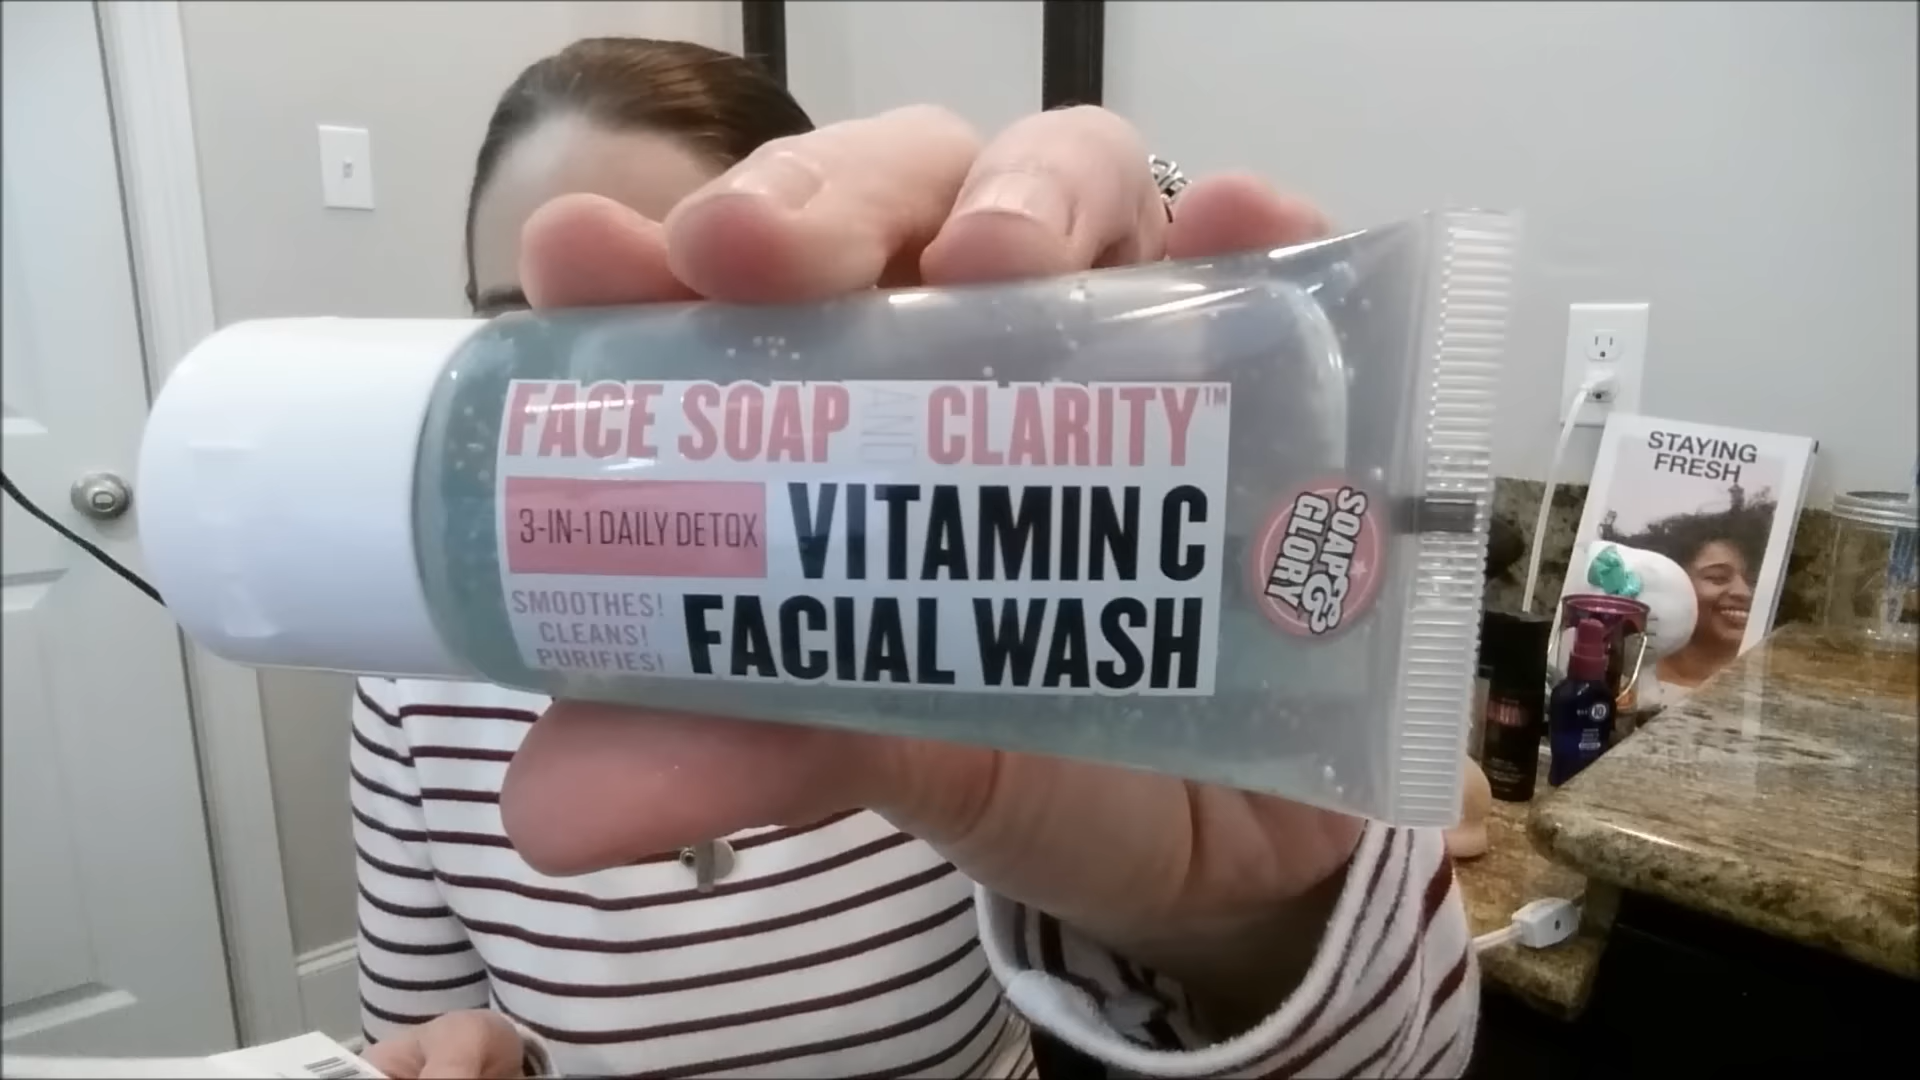 FACE SOAP AND CLARITY™
3-IN-1 DAILY DETOX
VITAMIN C
SMOOTHES!
CLEANS!
PURIFIES!
FACIAL WASH
SOAP &
GLORY
STAYING
FRESH
10